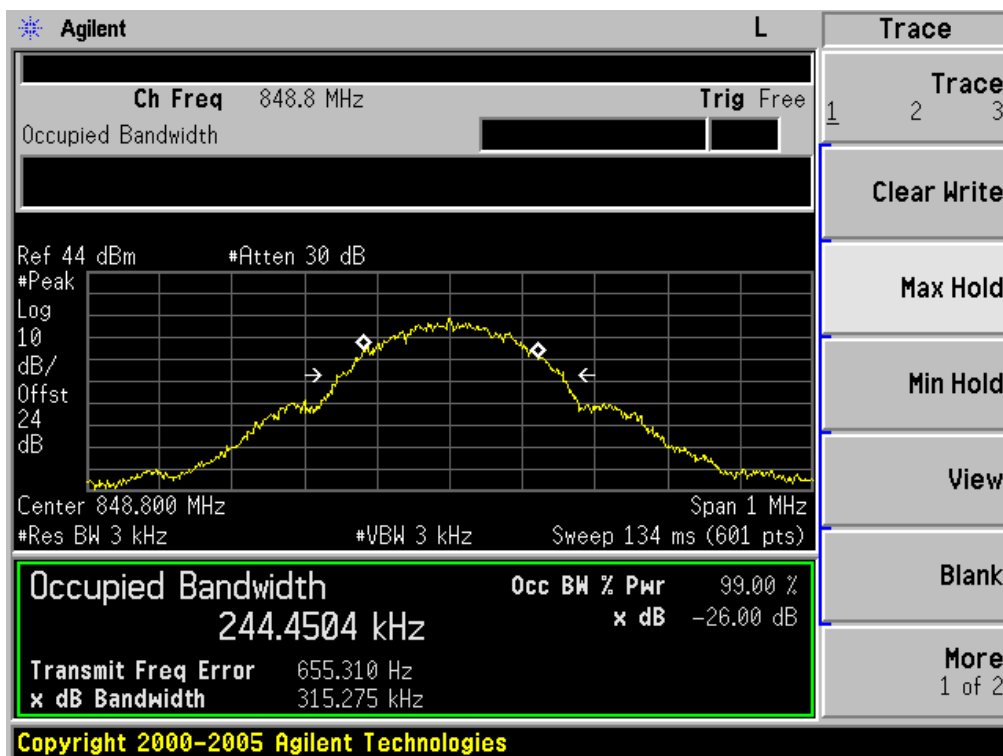 Agilent L Trace
Ch Freq 848.8 MHz Trig Free
Occupied Bandwidth
Trace
1 2 3
Clear Write
Max Hold
Min Hold
View
Blank
More
1 of 2
Ref 44 dBm #Atten 30 dB
#Peak
Log
10
dB/
Offst
24
dB
Center 848.800 MHz Span 1 MHz
#Res BW 3 kHz #VBW 3 kHz Sweep 134 ms (601 pts)
Occupied Bandwidth Occ BW % Pwr 99.00 %
244.4504 kHz x dB -26.00 dB
Transmit Freq Error 655.310 Hz
x dB Bandwidth 315.275 kHz
Copyright 2000-2005 Agilent Technologies